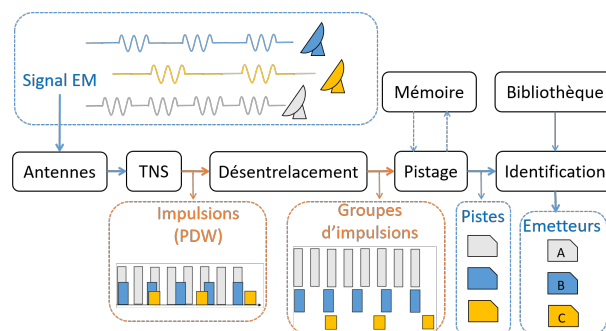 Signal EM
Mémoire
Bibliothèque
Antennes
TNS
Désentrelacement
Pistage
Identification
Impulsions
(PDW)
Groupes
d’impulsions
Pistes
Emetteurs
A
B
C